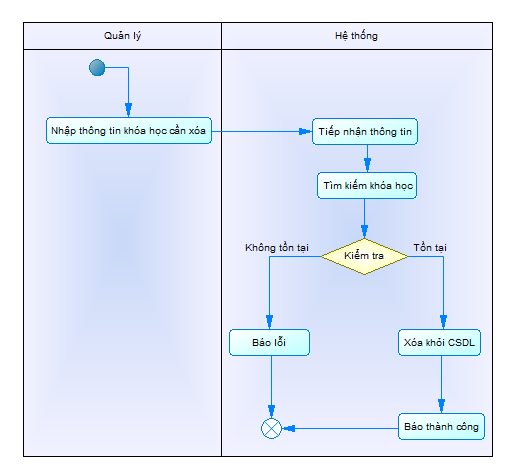 Quản lý
Hệ thống
Nhập thông tin khóa học cần xóa
Tiếp nhận thông tin
Tìm kiếm khóa học
Không tồn tại
Kiểm tra
Tồn tại
Báo lỗi
Xóa khỏi CSDL
Báo thành công